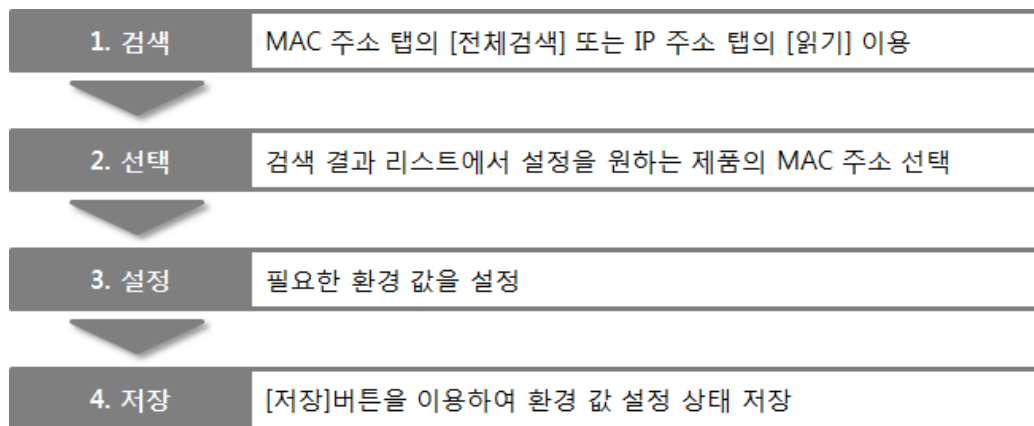 1. 검색 MAC 주소 탭의 [전체검색] 또는 IP 주소 탭의 [읽기] 이용
2. 선택 검색 결과 리스트에서 설정을 원하는 제품의 MAC 주소 선택
3. 설정 필요한 환경 값을 설정
4. 저장 [저장]버튼을 이용하여 환경 값 설정 상태 저장